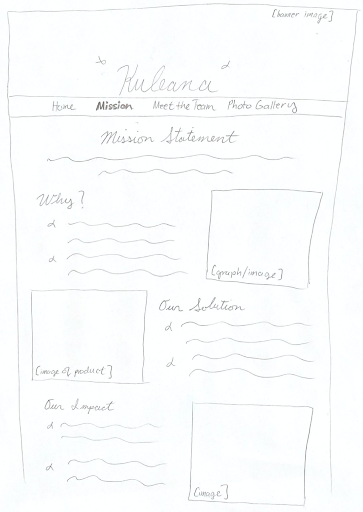 [banner image]
Kuleana
Home Mission Meet the Team Photo Gallery
Mission Statement
Why?
[graph/image]
Our Solution
[image of product]
Our Impact
[image]